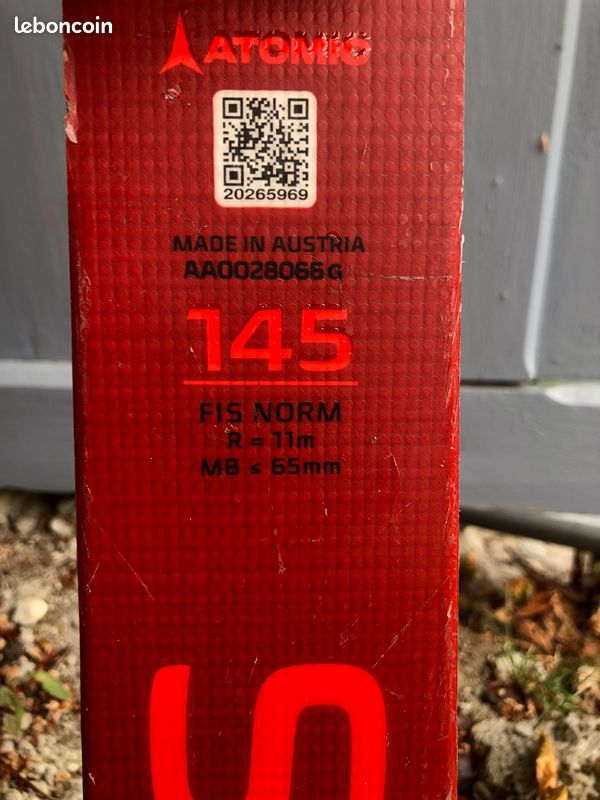 leboncoin
ATOMIC
20265969
MADE IN AUSTRIA
AA0028066G
145
FIS NORM
R = 11m
MB ≤ 65mm
S